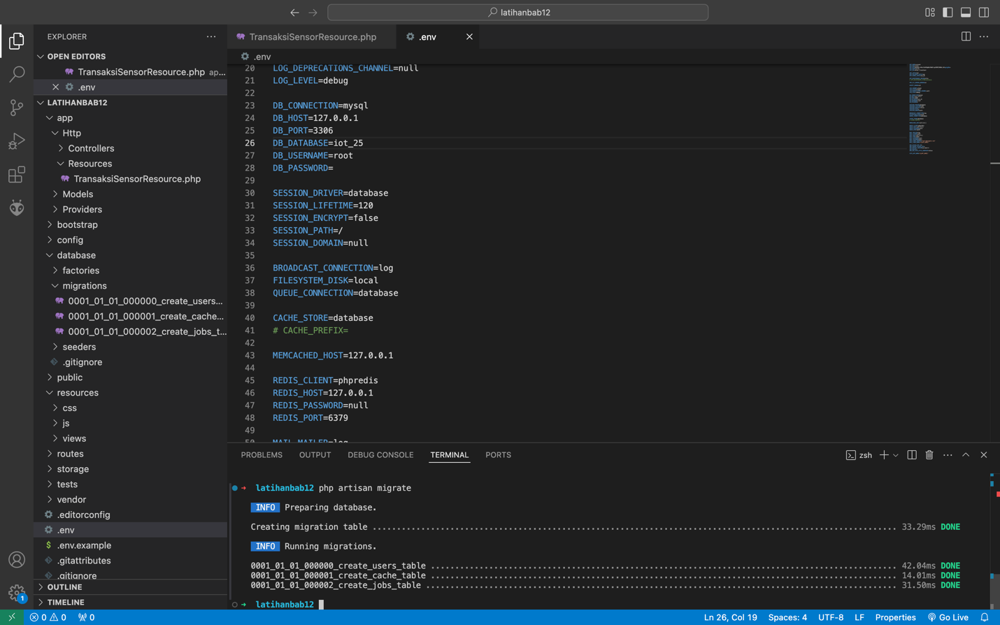 latihanbab12
EXPLORER
OPEN EDITORS
TransaksiSensorResource.php ap...
.env
LATIHANBAB12
app
Http
Controllers
Resources
TransaksiSensorResource.php
Models
Providers
bootstrap
config
database
factories
migrations
0001_01_01_000000_create_users...
0001_01_01_000001_create_cache...
0001_01_01_000002_create_jobs_t...
seeders
.gitignore
public
resources
css
js
views
routes
storage
tests
vendor
.editorconfig
.env
$ .env.example
.gitattributes
.gitignore
OUTLINE
TIMELINE
1
TransaksiSensorResource.php
.env
.env
20 LOG_DEPRECATIONS_CHANNEL=null
21 LOG_LEVEL=debug
22
23 DB_CONNECTION=mysql
24 DB_HOST=127.0.0.1
25 DB_PORT=3306
26 DB_DATABASE=iot_25
27 DB_USERNAME=root
28 DB_PASSWORD=
29
30 SESSION_DRIVER=database
31 SESSION_LIFETIME=120
32 SESSION_ENCRYPT=false
33 SESSION_PATH=/
34 SESSION_DOMAIN=null
35
36 BROADCAST_CONNECTION=log
37 FILESYSTEM_DISK=local
38 QUEUE_CONNECTION=database
39
40 CACHE_STORE=database
41 # CACHE_PREFIX=
42
43 MEMCACHED_HOST=127.0.0.1
44
45 REDIS_CLIENT=phpredis
46 REDIS_HOST=127.0.0.1
47 REDIS_PASSWORD=null
48 REDIS_PORT=6379
49
50 MAIL_MAILER=log
PROBLEMS OUTPUT DEBUG CONSOLE TERMINAL PORTS zsh
latihanbab12 php artisan migrate
INFO Preparing database.
Creating migration table ........................................ 33.29ms DONE
INFO Running migrations.
0001_01_01_000000_create_users_table ........................................ 42.04ms DONE
0001_01_01_000001_create_cache_table ........................................ 14.01ms DONE
0001_01_01_000002_create_jobs_table ........................................ 31.50ms DONE
latihanbab12
0 0 0 Ln 26, Col 19 Spaces: 4 UTF-8 LF Properties Go Live